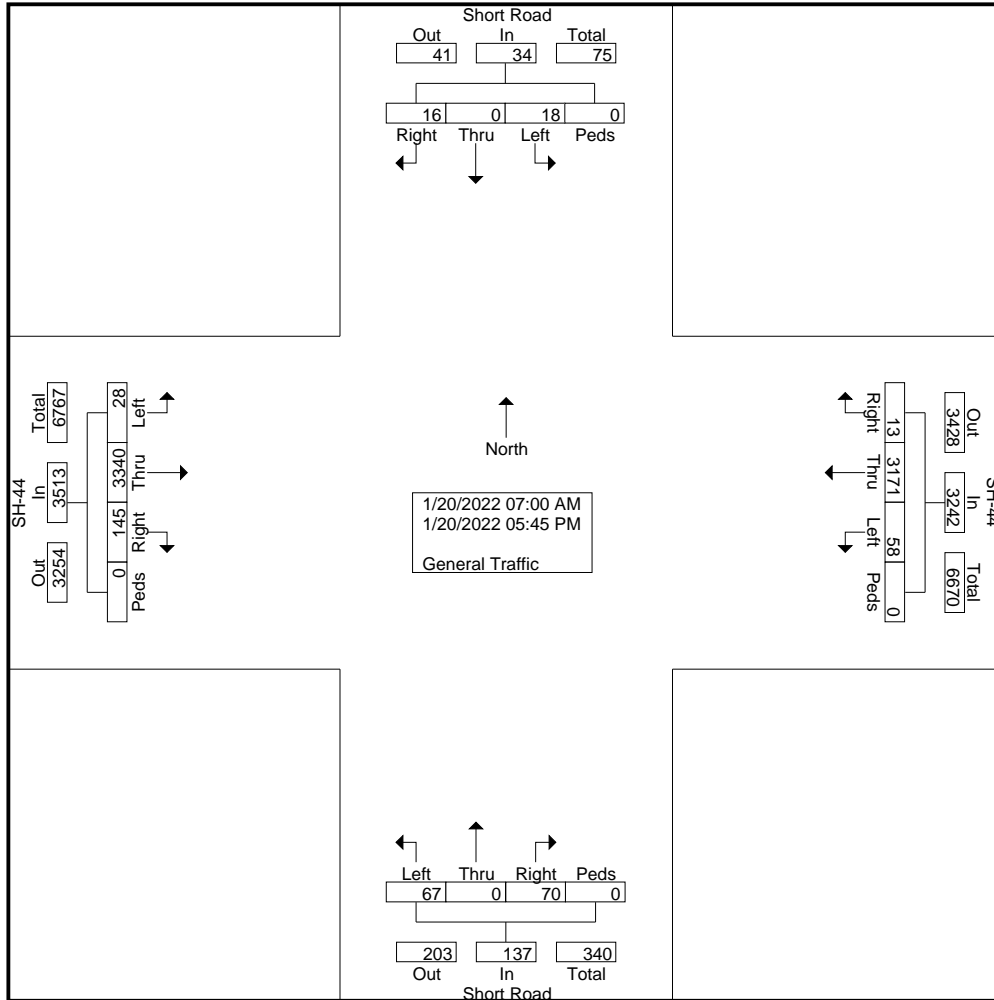 Short Road
Out In Total
41 34 75
16 0 18 0
Right Thru Left Peds
SH-44
Total In Out
6767 3513 3254
28 3340 145 0
Left Thru Right Peds
North
1/20/2022 07:00 AM
1/20/2022 05:45 PM
General Traffic
Right Thru Left Peds
13 3171 58 0
Out In Total
3428 3242 6670
SH-44
Left Thru Right Peds
67 0 70 0
203 137 340
Out In Total
Short Road